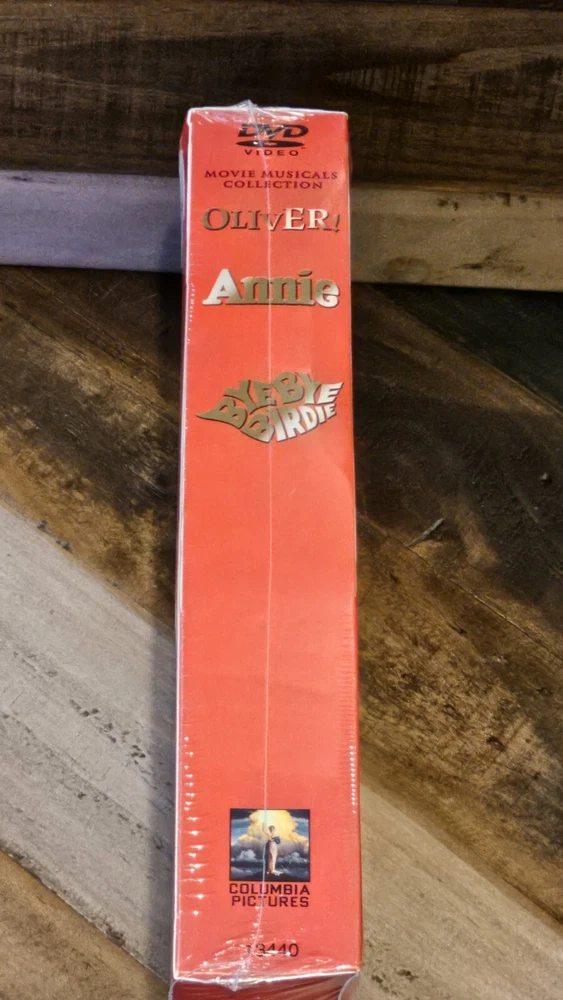 DVD
VIDEO
MOVIE MUSICALS
COLLECTION
OLIVER!
Annie
BYE BYE
BIRDIE
COLUMBIA
PICTURES